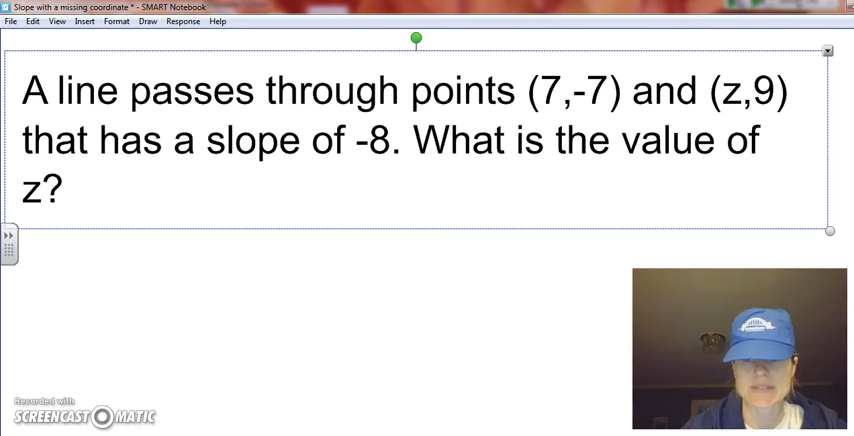 Slope with a missing coordinate * - SMART Notebook
File Edit View Insert Format Draw Response Help
A line passes through points (7,-7) and (z,9)
that has a slope of -8. What is the value of
z?
Recorded with
SCREENCAST O MATIC